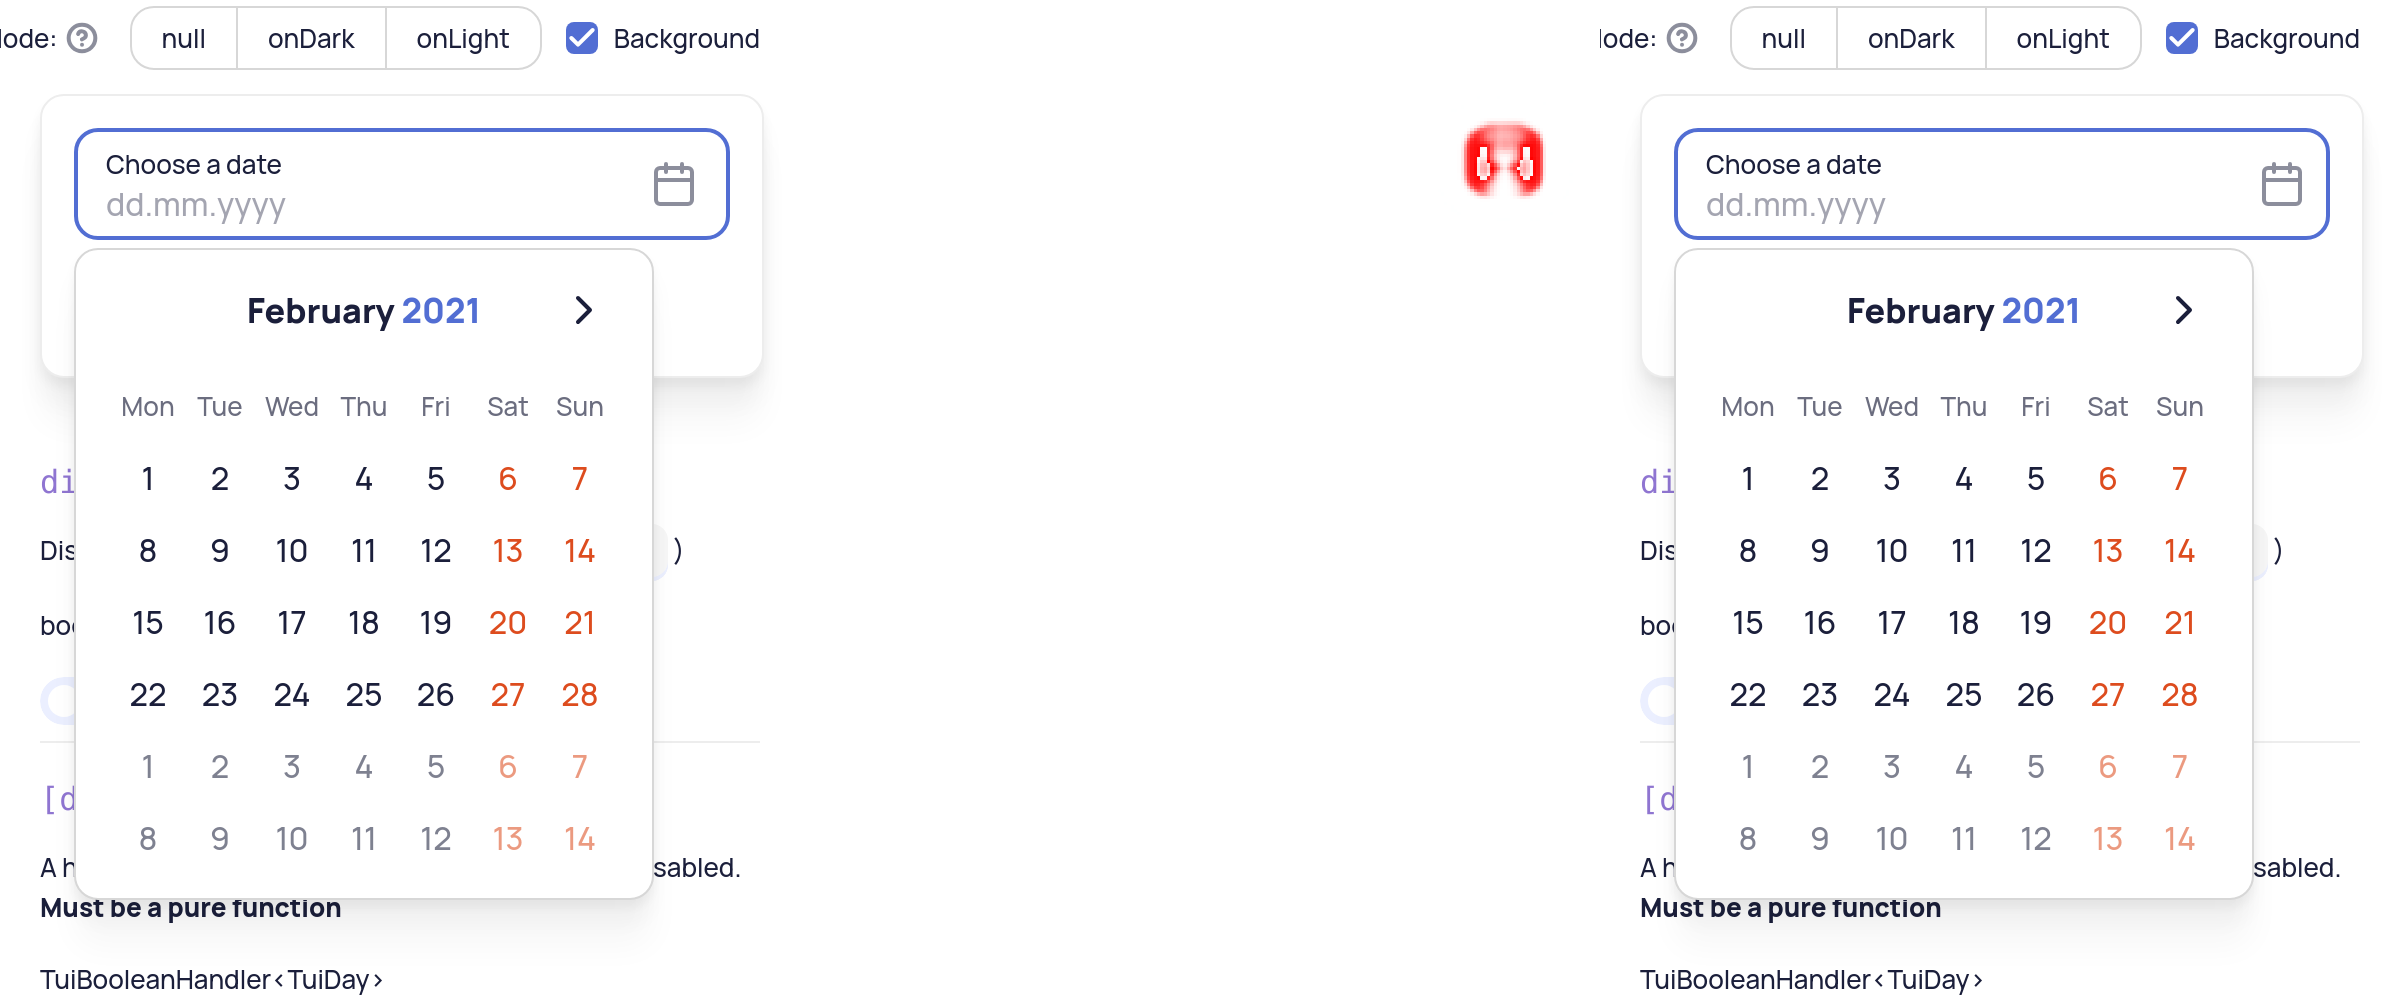 lode: null onDark onLight Background
Choose a date
dd.mm.yyyy
February 2021
Mon Tue Wed Thu Fri Sat Sun
1 2 3 4 5 6 7
8 9 10 11 12 13 14
15 16 17 18 19 20 21
22 23 24 25 26 27 28
1 2 3 4 5 6 7
8 9 10 11 12 13 14
di
Dis )
boo
[d
A h sabled.
Must be a pure function
TuiBooleanHandler<TuiDay>
lode: null onDark onLight Background
Choose a date
dd.mm.yyyy
February 2021
Mon Tue Wed Thu Fri Sat Sun
1 2 3 4 5 6 7
8 9 10 11 12 13 14
15 16 17 18 19 20 21
22 23 24 25 26 27 28
1 2 3 4 5 6 7
8 9 10 11 12 13 14
di
Dis )
boo
[d
A h sabled.
Must be a pure function
TuiBooleanHandler<TuiDay>